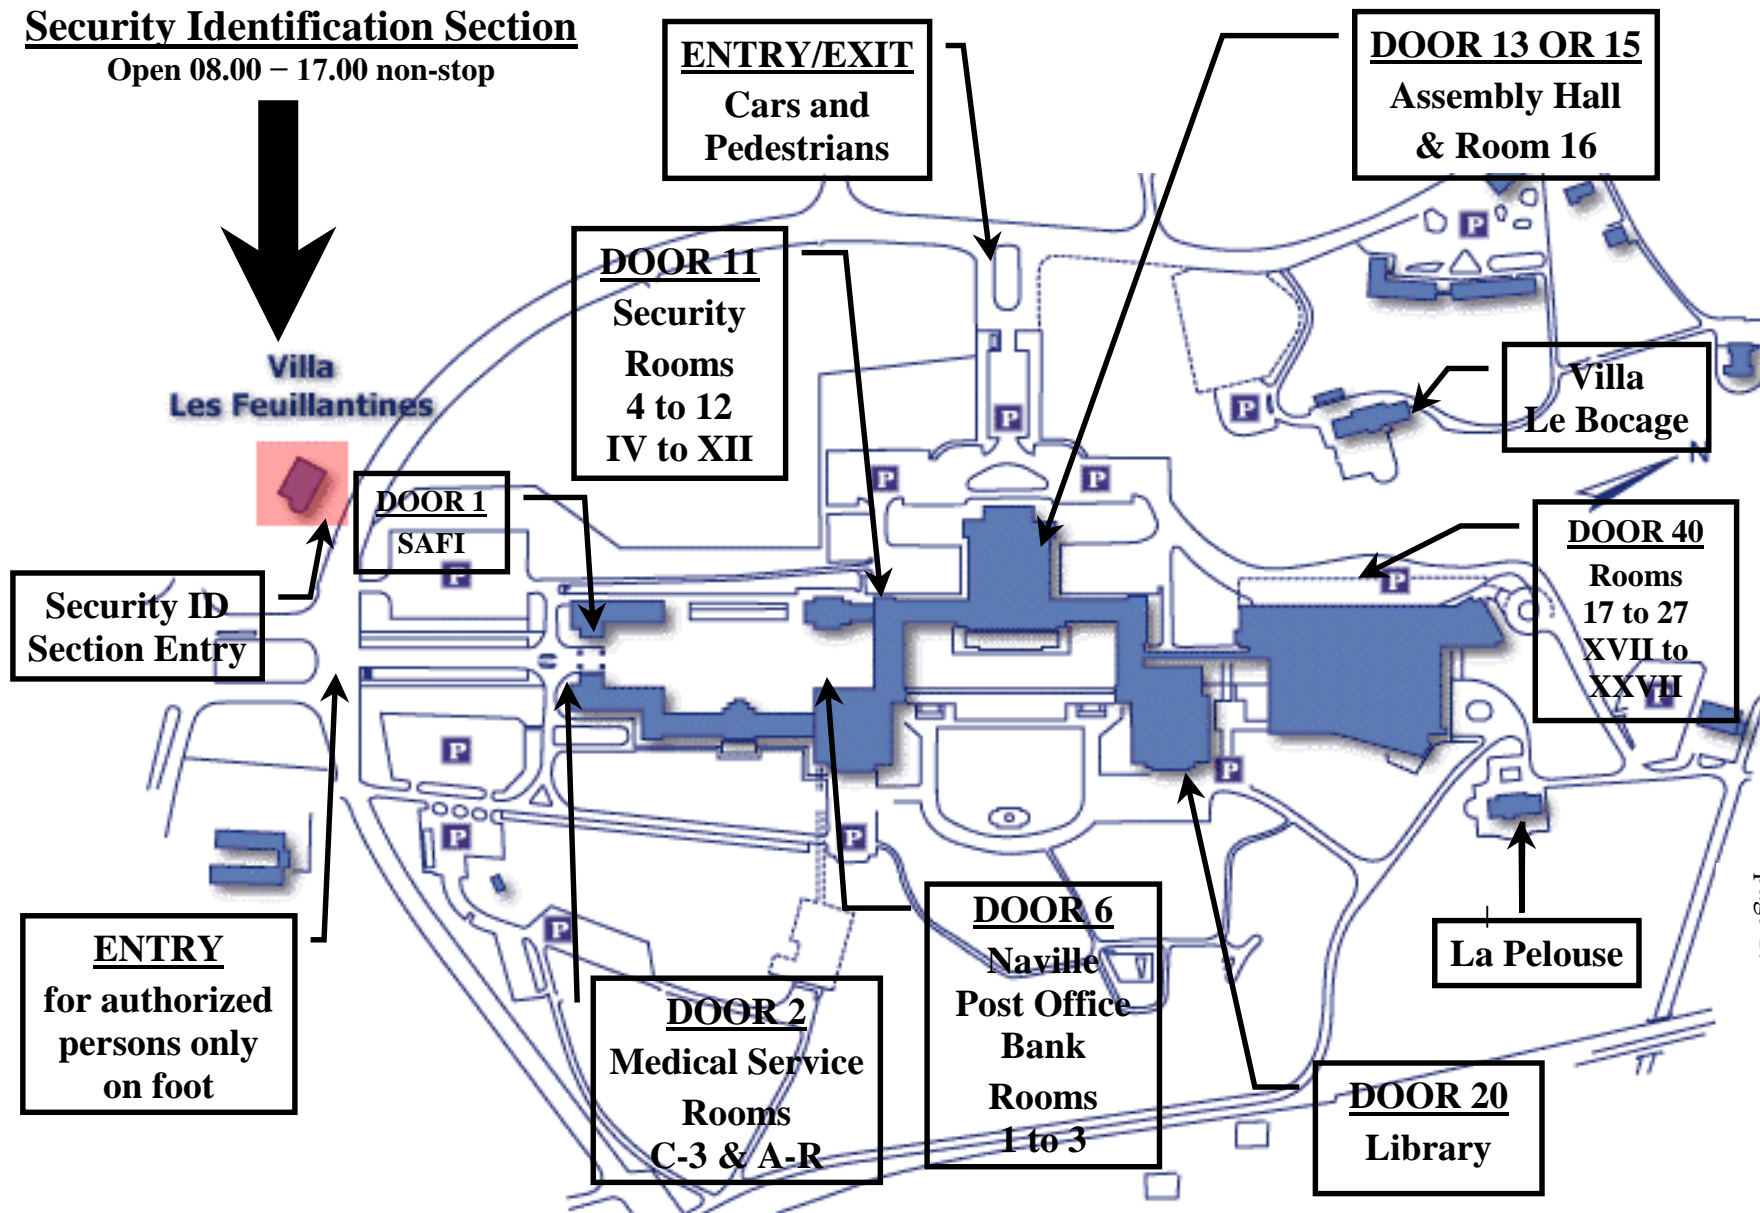 Security Identification Section
Open 08.00 – 17.00 non-stop
ENTRY/EXIT
Cars and
Pedestrians
DOOR 13 OR 15
Assembly Hall
& Room 16
DOOR 11
Security
Rooms
4 to 12
IV to XII
Villa
Les Feuillantines
Villa
Le Bocage
N
DOOR 1
SAFI
DOOR 40
Rooms
17 to 27
XVII to
XXVII
Security ID
Section Entry
P
P
P
P
P
P
P
P
P
P
P
P
P
ENTRY
for authorized
persons only
on foot
DOOR 2
Medical Service
Rooms
C-3 & A-R
DOOR 6
Naville
Post Office
Bank
Rooms
1 to 3
La Pelouse
DOOR 20
Library